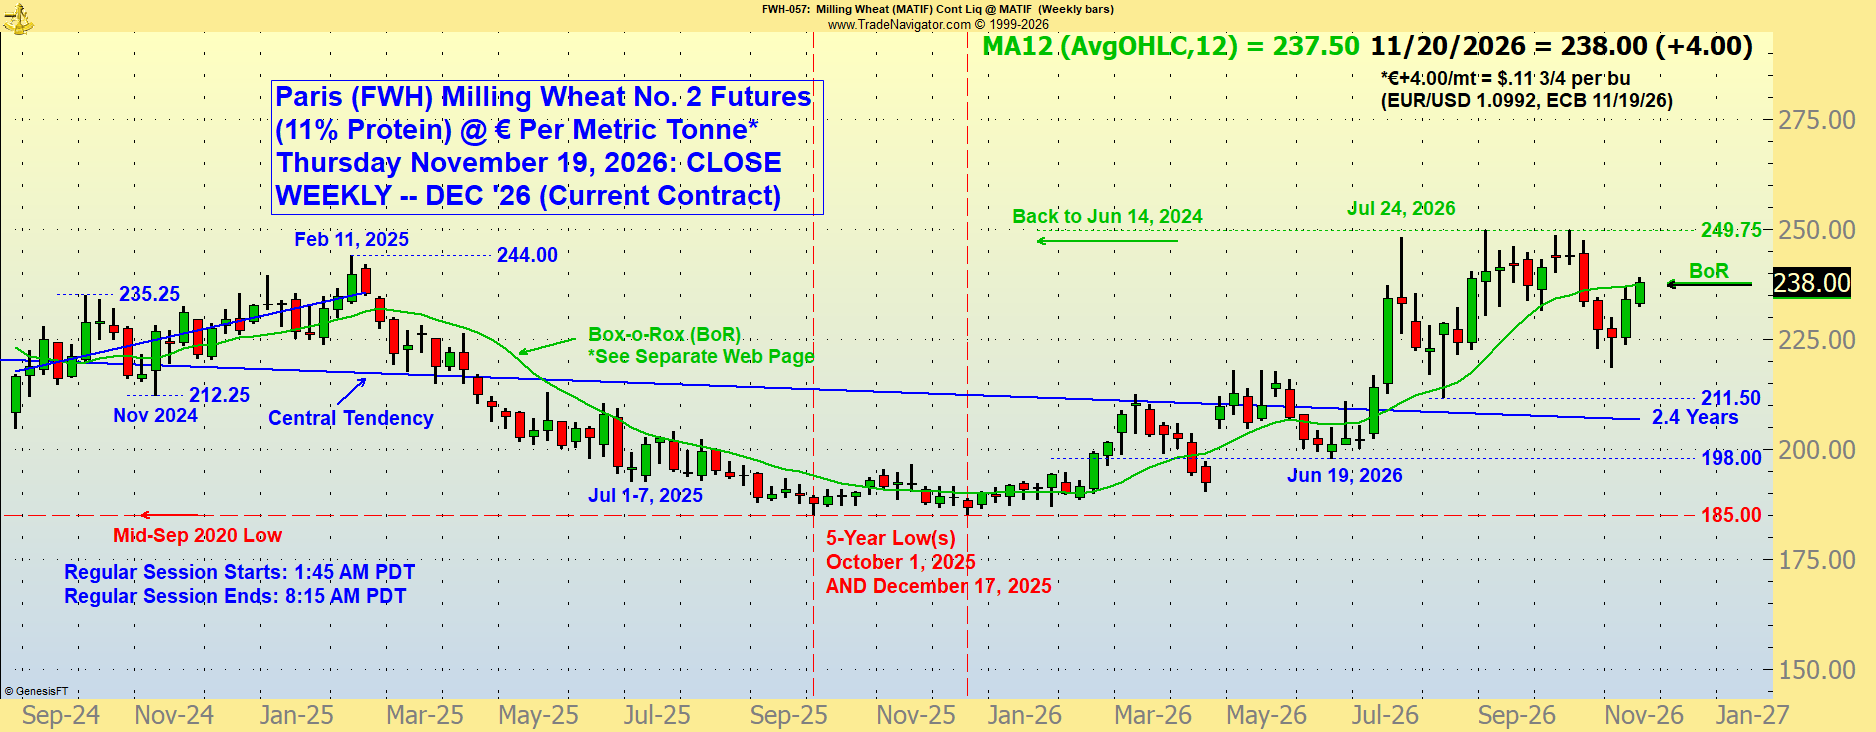 FWH-057:  Milling Wheat (MATIF) Cont Liq @ MATIF  (Weekly bars)
www.TradeNavigator.com © 1999-2026
MA12 (AvgOHLC,12) = 237.50 11/20/2026 = 238.00 (+4.00)
*€+4.00/mt = $.11 3/4 per bu
(EUR/USD 1.0992, ECB 11/19/26)
Paris (FWH) Milling Wheat No. 2 Futures
(11% Protein) @ € Per Metric Tonne*
Thursday November 19, 2026: CLOSE
WEEKLY -- DEC '26 (Current Contract)
275.00
Back to Jun 14, 2024
Jul 24, 2026
249.75
250.00
Feb 11, 2025
244.00
BoR
238.00
235.25
Box-o-Rox (BoR)
*See Separate Web Page
225.00
212.25
Nov 2024
Central Tendency
211.50
2.4 Years
200.00
198.00
Jun 19, 2026
Jul 1-7, 2025
185.00
Mid-Sep 2020 Low
5-Year Low(s)
October 1, 2025
AND December 17, 2025
175.00
Regular Session Starts: 1:45 AM PDT
Regular Session Ends: 8:15 AM PDT
150.00
© GenesisFT
Sep-24 Nov-24 Jan-25 Mar-25 May-25 Jul-25 Sep-25 Nov-25 Jan-26 Mar-26 May-26 Jul-26 Sep-26 Nov-26 Jan-27